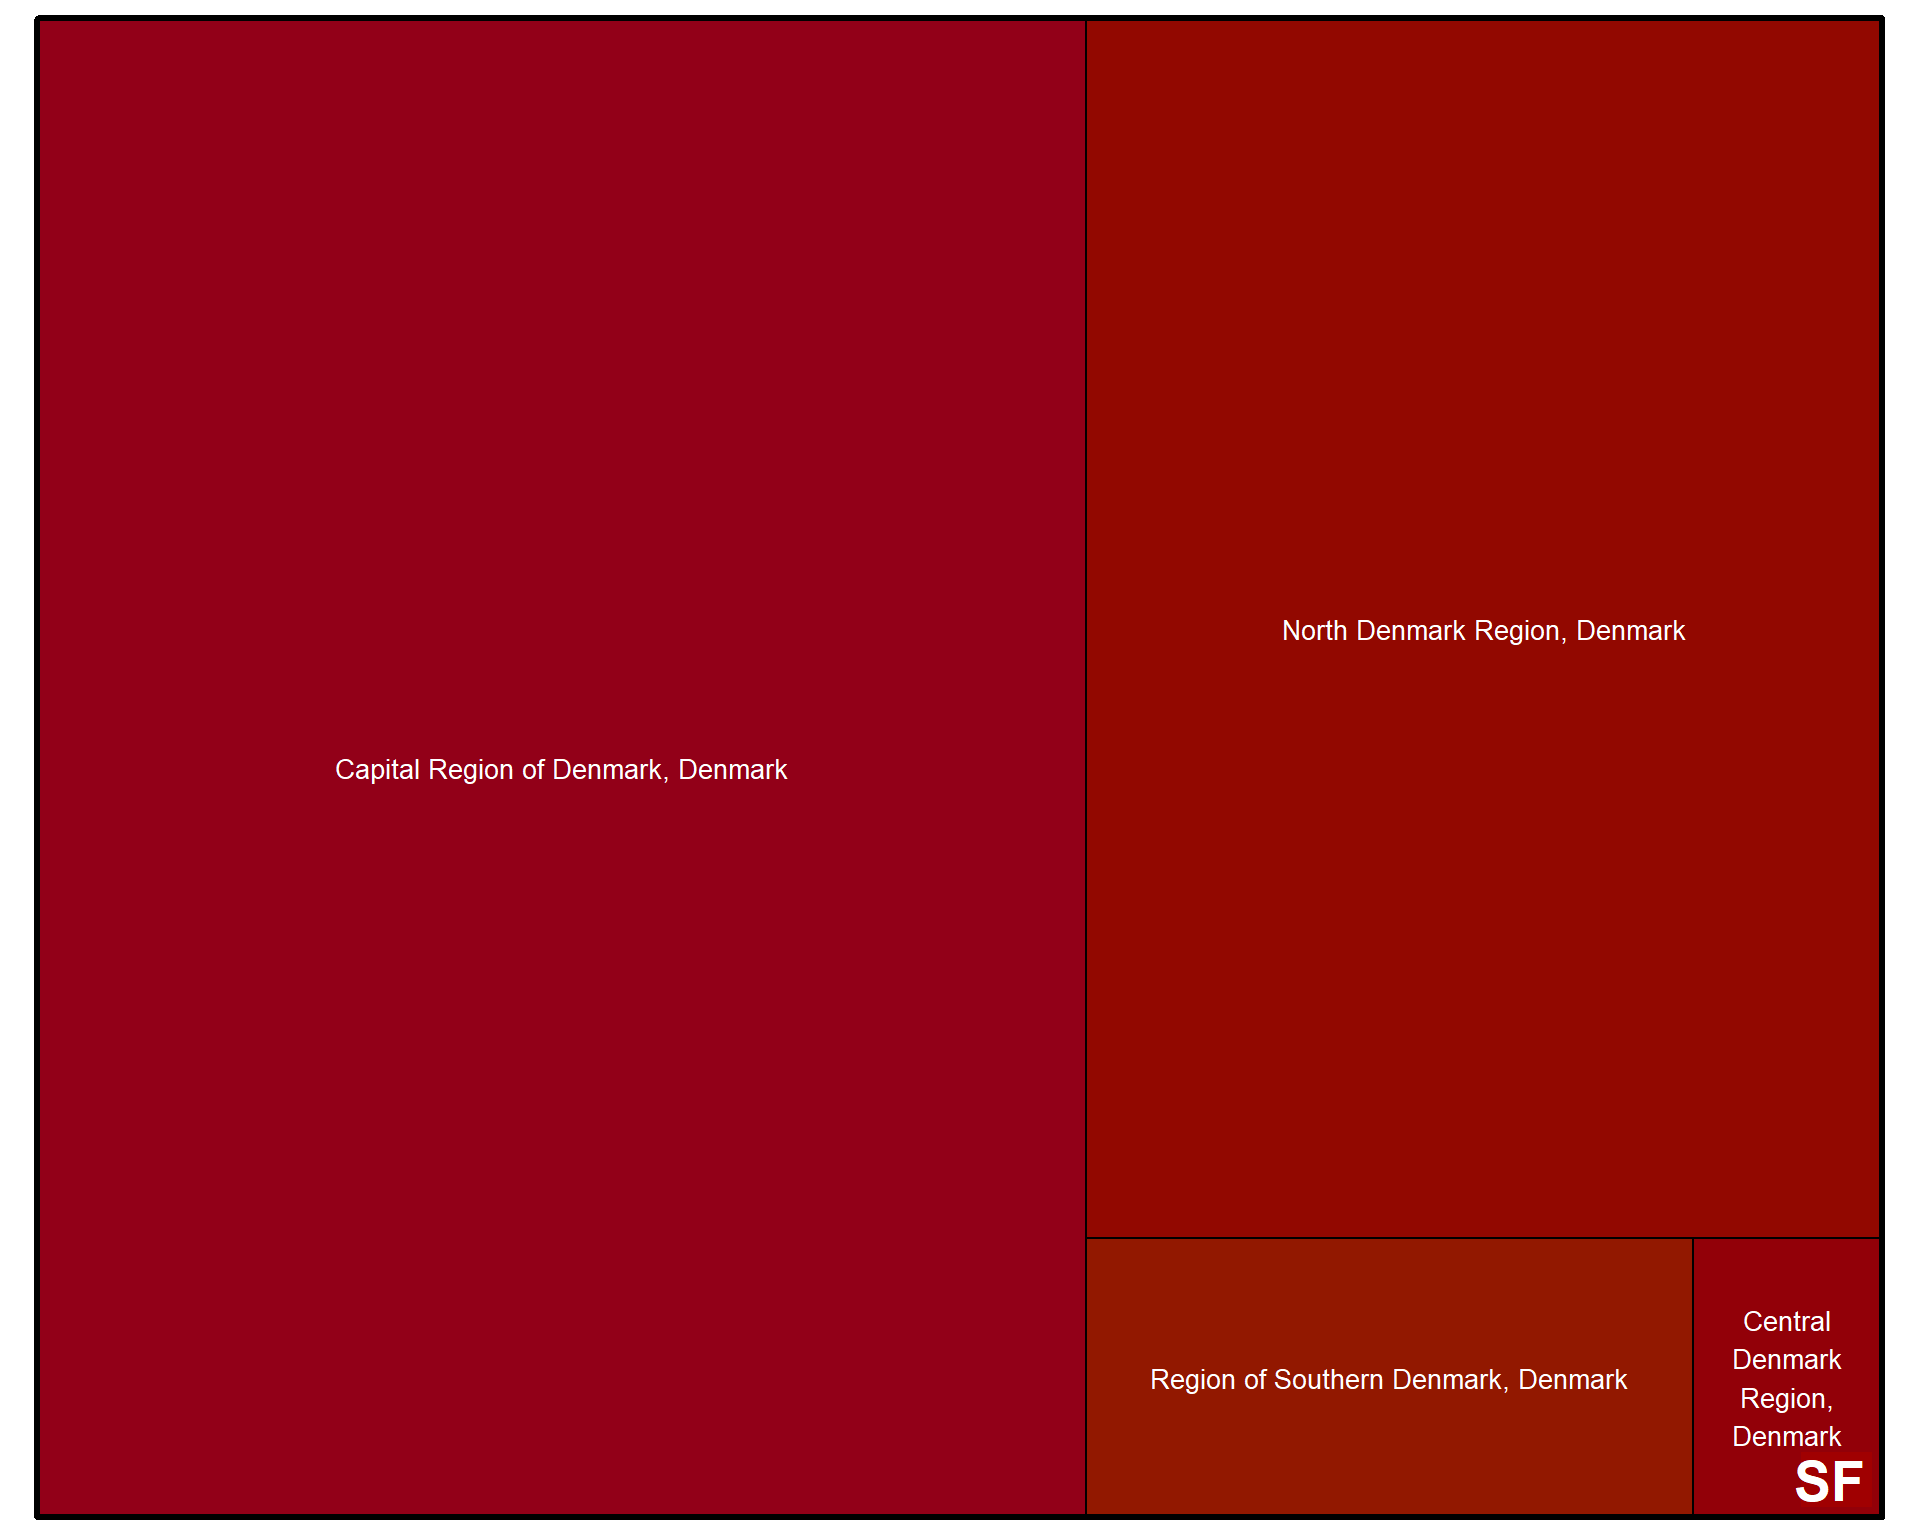 Capital Region of Denmark, Denmark
North Denmark Region, Denmark
Region of Southern Denmark, Denmark
Central
Denmark
Region,
Denmark
SF